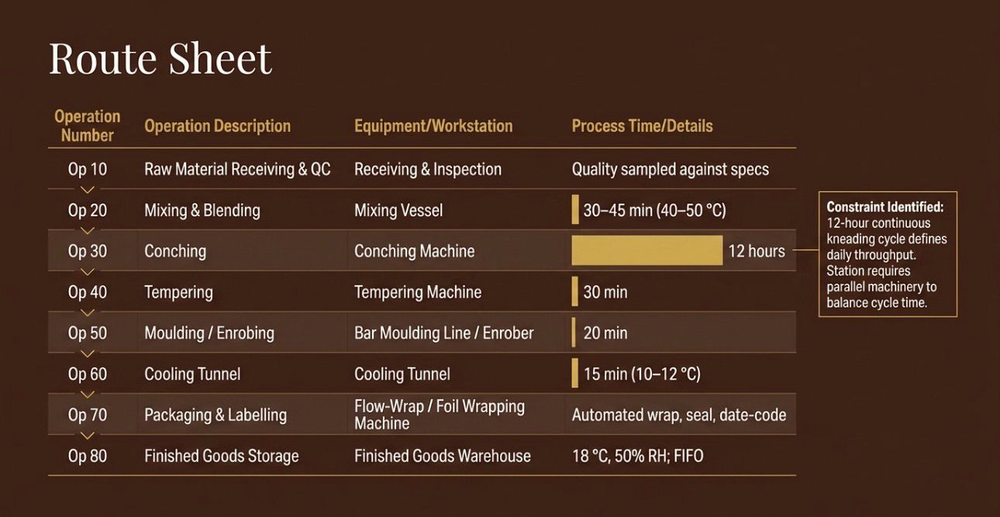 Route Sheet
Operation
Number
Operation Description
Equipment/Workstation
Process Time/Details
Op 10
Raw Material Receiving & QC
Receiving & Inspection
Quality sampled against specs
Op 20
Mixing & Blending
Mixing Vessel
30–45 min (40–50 °C)
Op 30
Conching
Conching Machine
12 hours
Op 40
Tempering
Tempering Machine
30 min
Op 50
Moulding / Enrobing
Bar Moulding Line / Enrober
20 min
Op 60
Cooling Tunnel
Cooling Tunnel
15 min (10–12 °C)
Op 70
Packaging & Labelling
Flow-Wrap / Foil Wrapping
Machine
Automated wrap, seal, date-code
Op 80
Finished Goods Storage
Finished Goods Warehouse
18 °C, 50% RH; FIFO
Constraint Identified:
12-hour continuous
kneading cycle defines
daily throughput.
Station requires
parallel machinery to
balance cycle time.